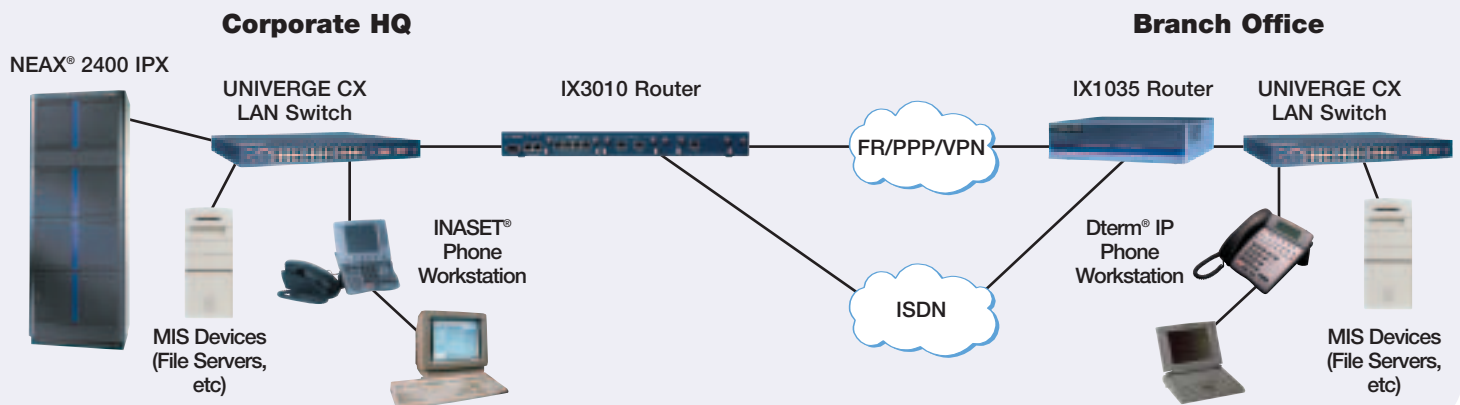 Corporate HQ
Branch Office
NEAX® 2400 IPX
UNIVERGE CX
LAN Switch
IX3010 Router
IX1035 Router
UNIVERGE CX
LAN Switch
FR/PPP/VPN
INASET®
Phone
Workstation
Dterm® IP
Phone
Workstation
ISDN
MIS Devices
(File Servers,
etc)
MIS Devices
(File Servers,
etc)